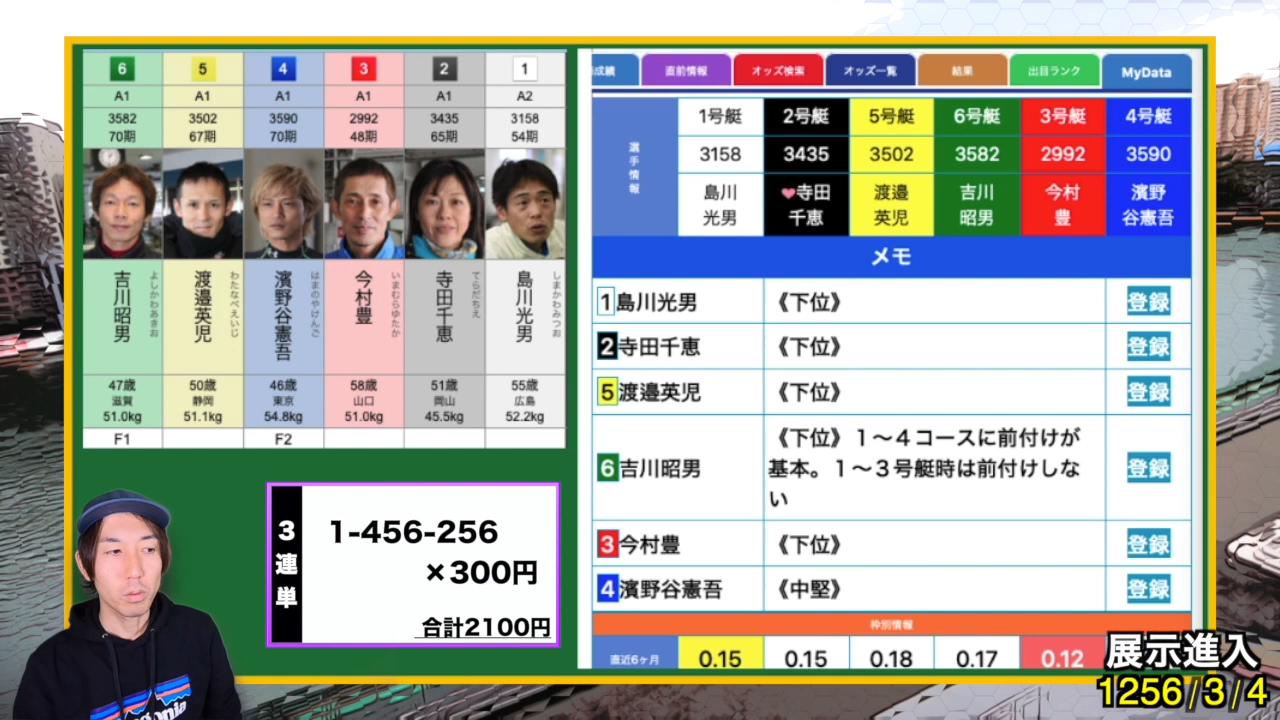 6 5 4 3 2 1
A1 A1 A1 A1 A1 A2
3582 3502 3590 2992 3435 3158
70期 67期 70期 48期 65期 54期
吉川昭男 よしかわあきお
渡邉英児 わたなべえいじ
濱野谷憲吾 はまのやけんご
今村豊 いまむらゆたか
寺田千恵 てらだちえ
島川光男 しまかわみつお
47歳 50歳 46歳 58歳 51歳 55歳
滋賀 静岡 東京 山口 岡山 広島
51.0kg 51.1kg 54.8kg 51.0kg 45.5kg 52.2kg
F1 F2
3連単
1-456-256
×300円
合計2100円
成績 直前情報 オッズ検索 オッズ一覧 結果 出目ランク MyData
選手情報
1号艇 2号艇 5号艇 6号艇 3号艇 4号艇
3158 3435 3502 3582 2992 3590
島川 ❤寺田 渡邉 吉川 今村 濱野
光男 千恵 英児 昭男 豊 谷憲吾
メモ
1島川光男 《下位》 登録
2寺田千恵 《下位》 登録
5渡邉英児 《下位》 登録
6吉川昭男 《下位》１〜４コースに前付けが
基本。１〜３号艇時は前付けしな
い 登録
3今村豊 《下位》 登録
4濱野谷憲吾 《中堅》 登録
枠別情報
直近6ヶ月 0.15 0.15 0.18 0.17 0.12
展示進入
1256/3/4